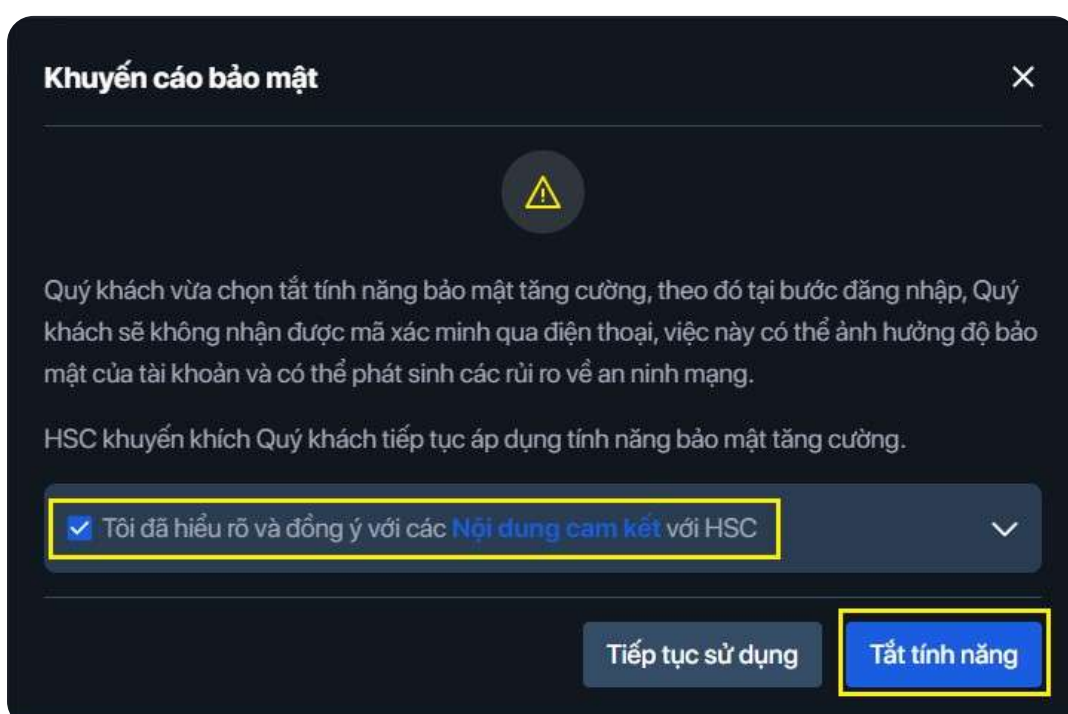 Khuyến cáo bảo mật
Quý khách vừa chọn tắt tính năng bảo mật tăng cường, theo đó tại bước đăng nhập, Quý
khách sẽ không nhận được mã xác minh qua điện thoại, việc này có thể ảnh hưởng độ bảo
mật của tài khoản và có thể phát sinh các rủi ro về an ninh mạng.
HSC khuyến khích Quý khách tiếp tục áp dụng tính năng bảo mật tăng cường.
Tôi đã hiểu rõ và đồng ý với các Nội dung cam kết với HSC
Tiếp tục sử dụng
Tắt tính năng